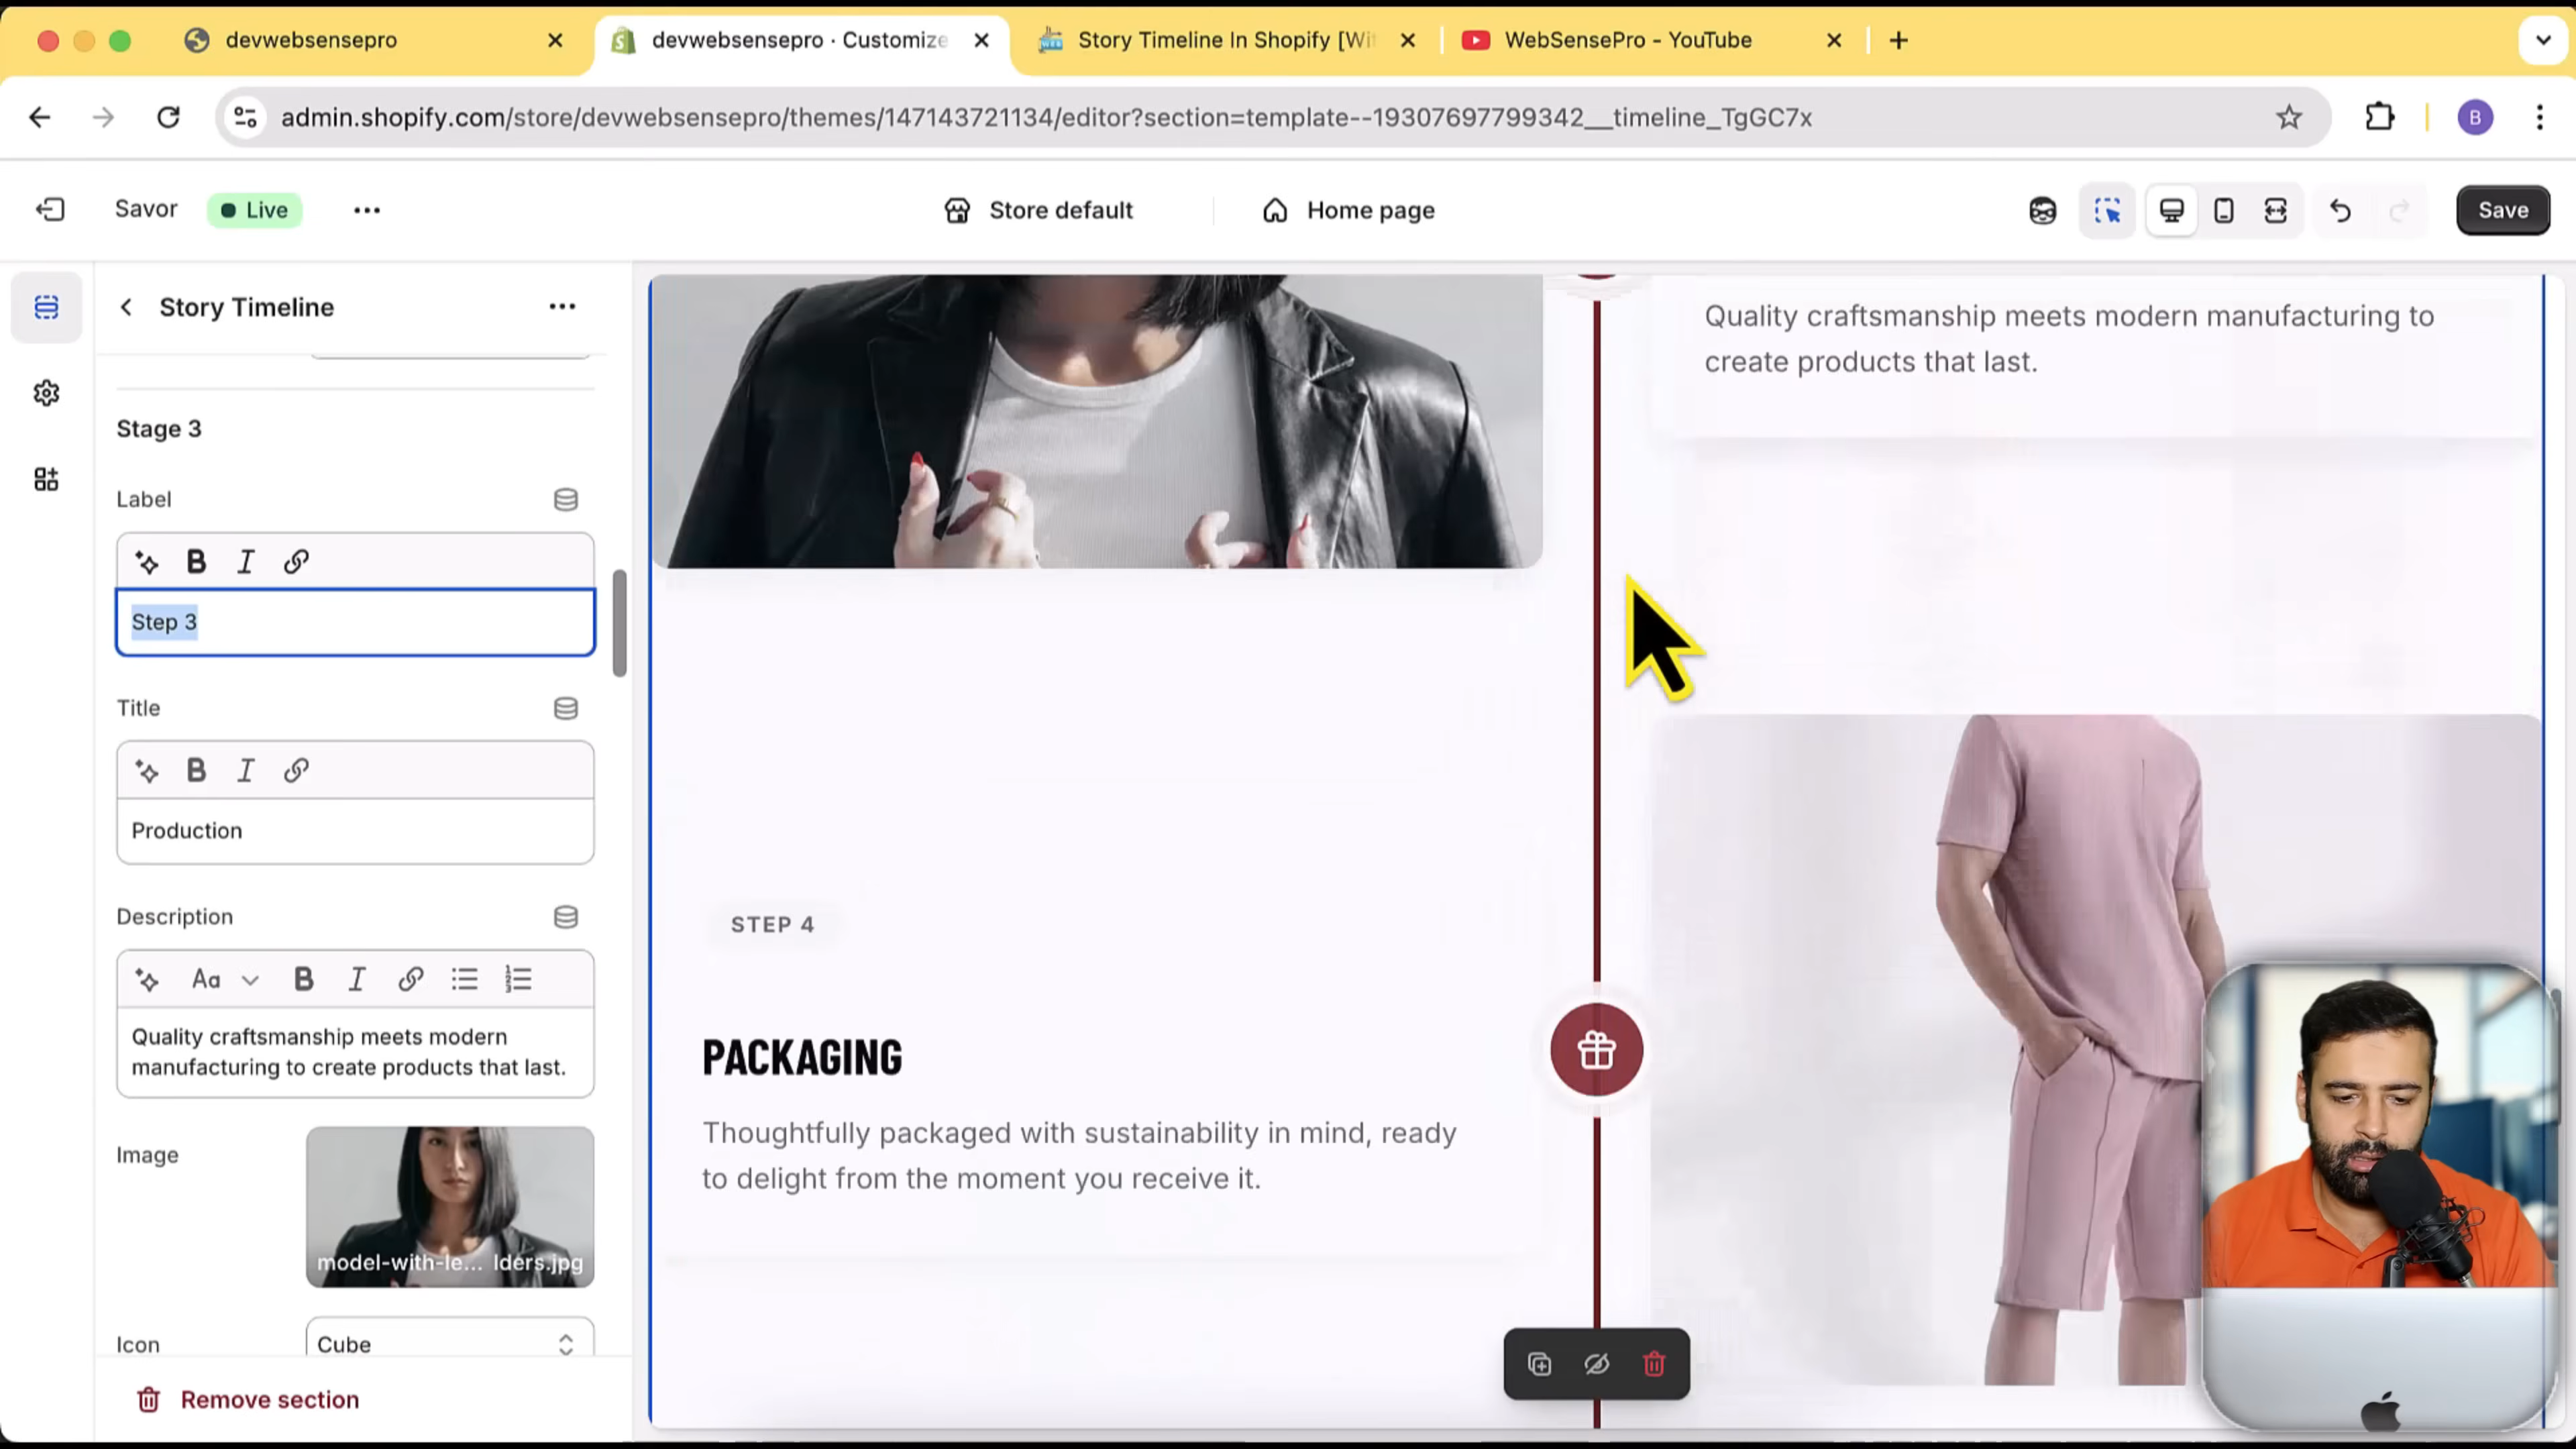 devwebsensepro
devwebsensepro · Customize
Story Timeline In Shopify [Wi
WebSensePro - YouTube
admin.shopify.com/store/devwebsensepro/themes/147143721134/editor?section=template--19307697799342__timeline_TgGC7x
B
Savor
Live
Store default
Home page
Save
Story Timeline
Stage 3
Label
B I
Step 3
Title
B I
Production
Description
Aa B I
Quality craftsmanship meets modern
manufacturing to create products that last.
Image
model-with-le... lders.jpg
Icon
Cube
Remove section
Quality craftsmanship meets modern manufacturing to
create products that last.
STEP 4
PACKAGING
Thoughtfully packaged with sustainability in mind, ready
to delight from the moment you receive it.